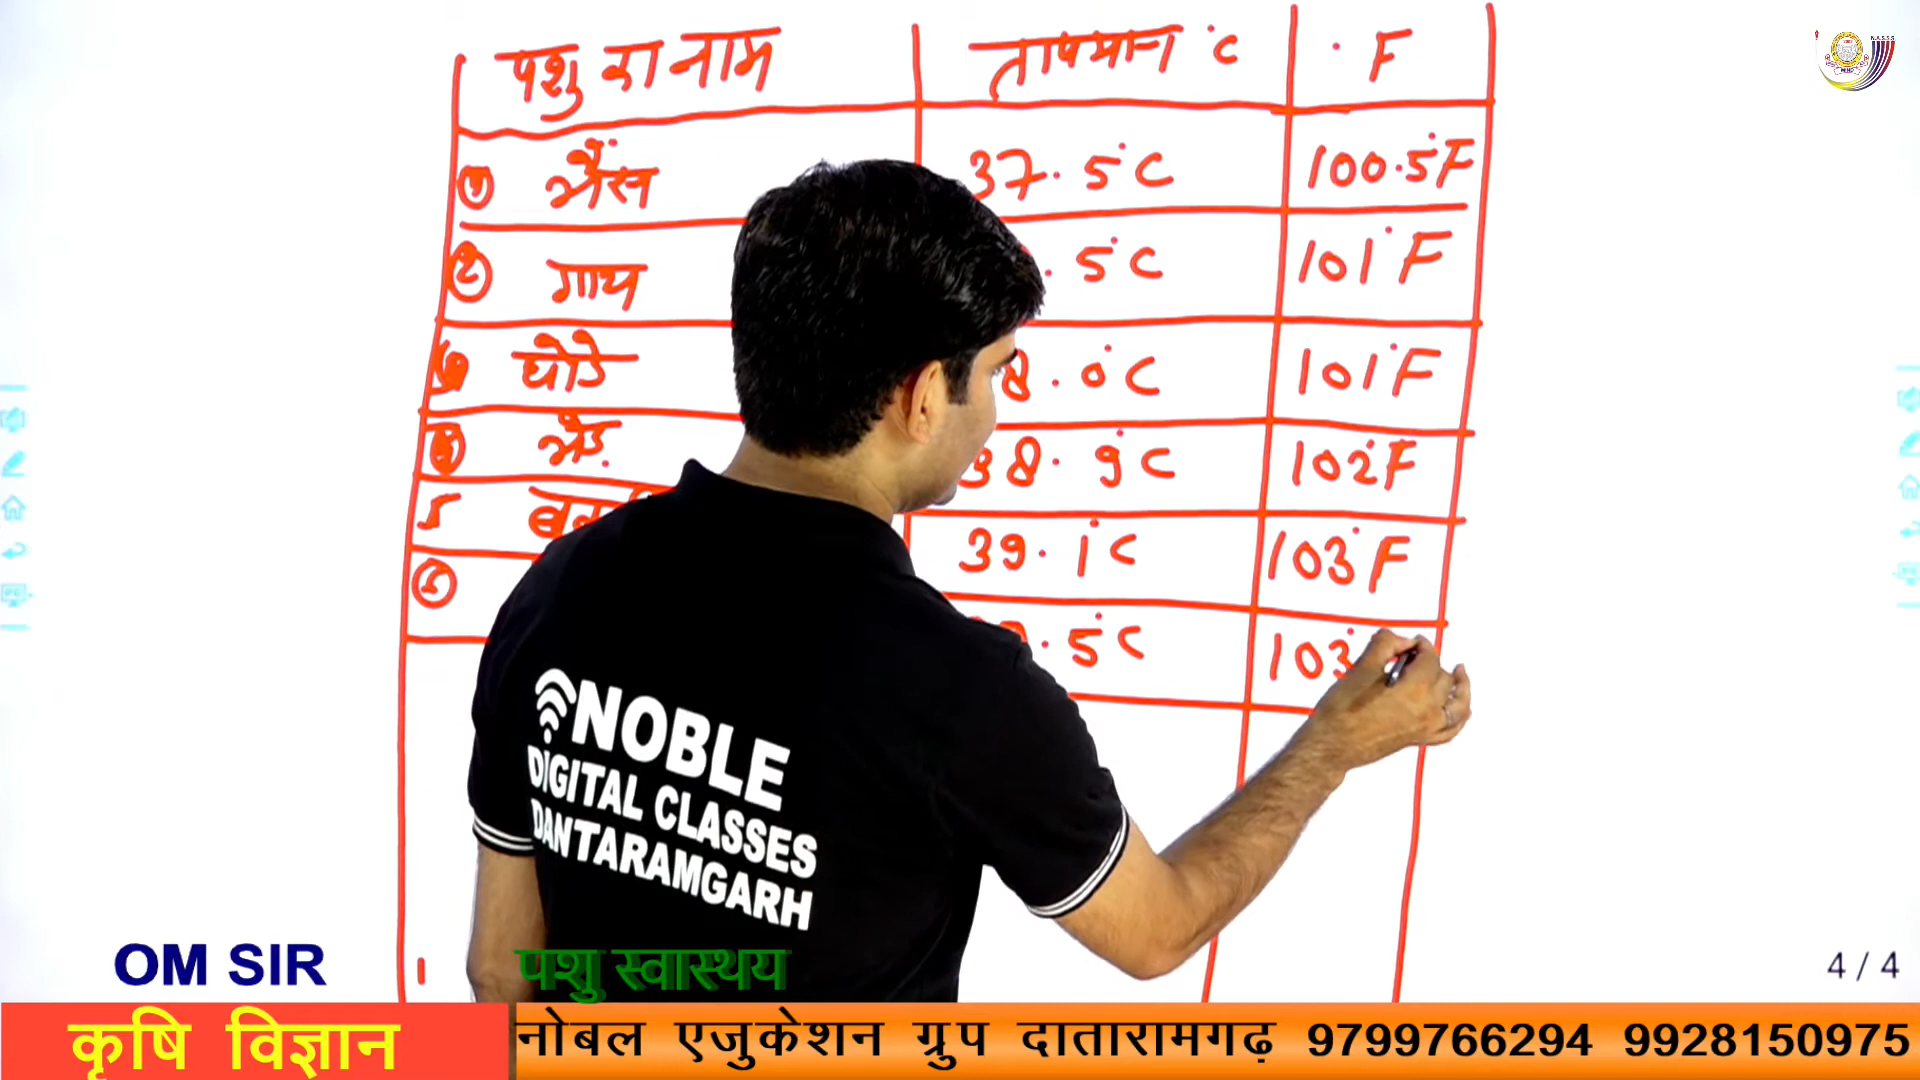 पशु का नाम तापमान °C °F
① भैंस 37.5°C 100.5°F
② गाय .5°C 101°F
घोडे 8.0°C 101°F
भेड़ 38.9°C 102°F
5 39.1°C 103°F
⑤ .5°C 103°
NOBLE
DIGITAL CLASSES
DANTARAMGARH
1
OM SIR
पशु स्वास्थय
4 / 4
कृषि विज्ञान
नोबल एजुकेशन ग्रुप दातारामगढ़ 9799766294 9928150975